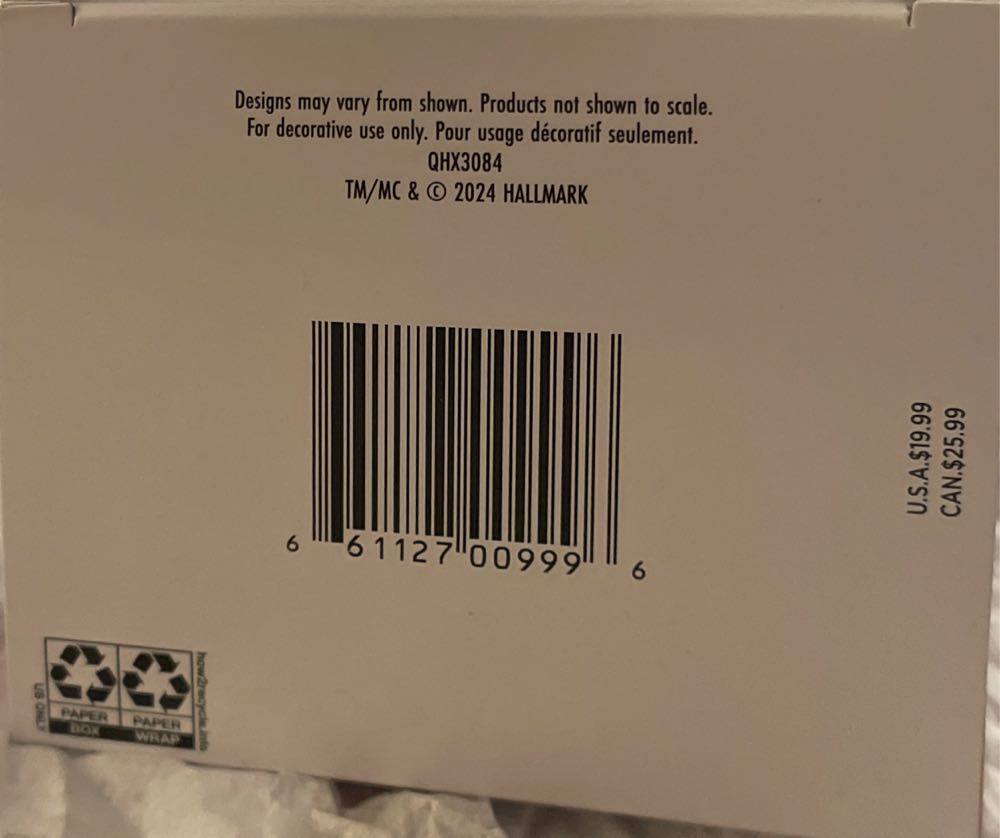 Designs may vary from shown. Products not shown to scale.
For decorative use only. Pour usage décoratif seulement.
QHX3084
TM/MC & © 2024 HALLMARK
6 61127 00999 6
U.S.A.$19.99
CAN.$25.99
PAPER
BOX
PAPER
WRAP
how2recycle.info
US ONLY